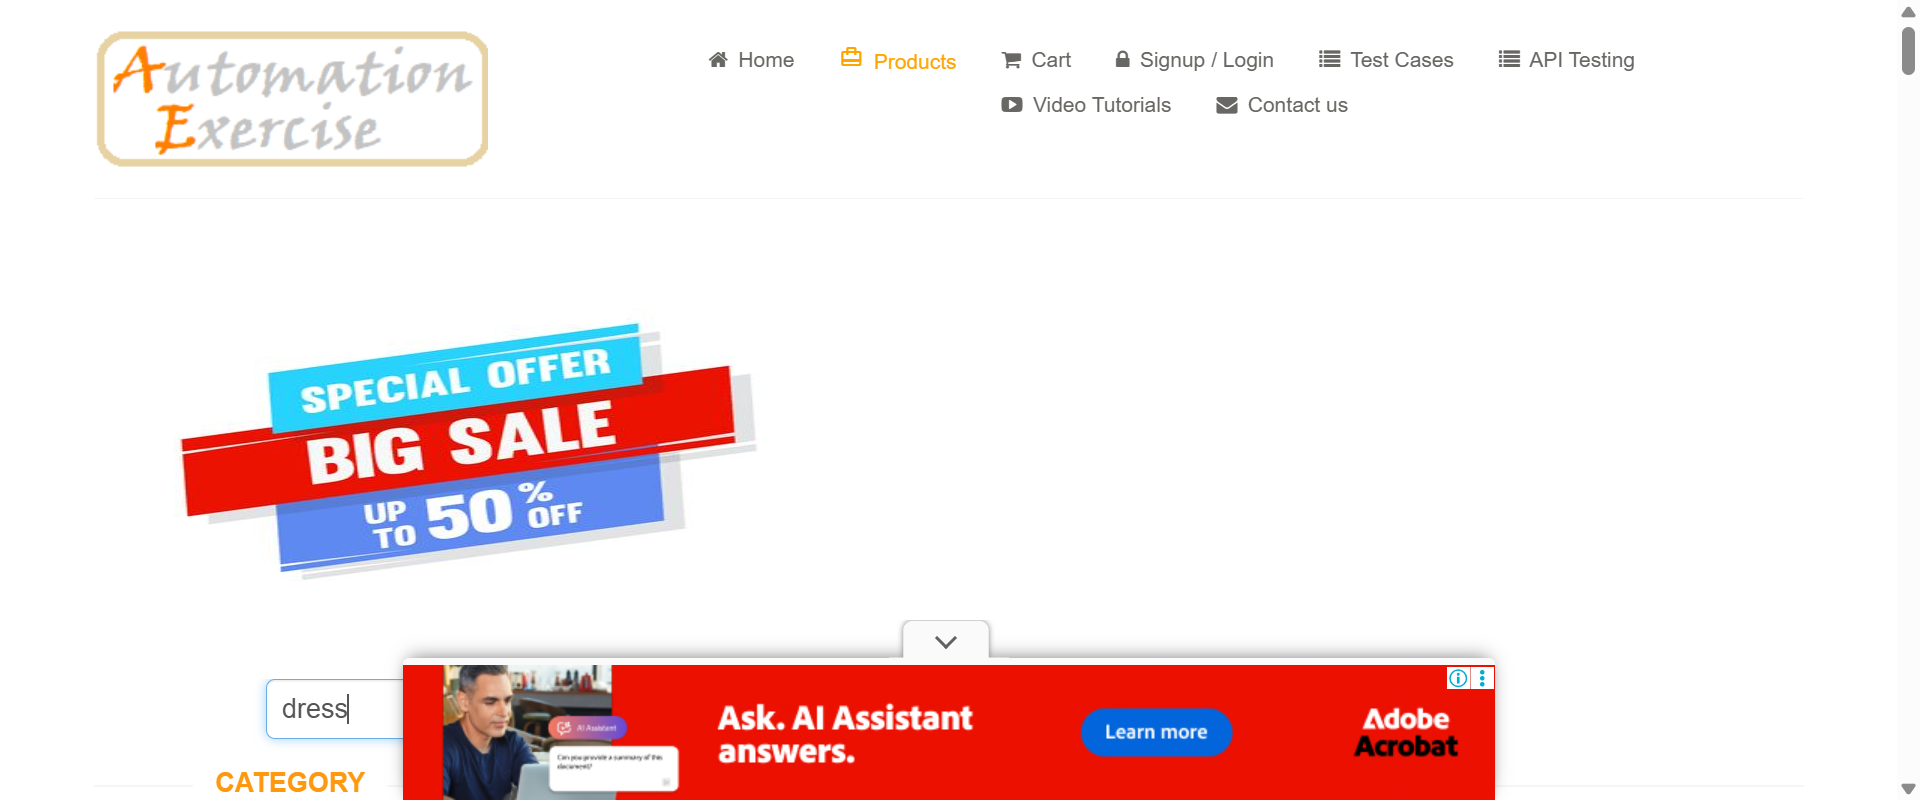 Automation
Exercise
Home
Products
Cart
Signup / Login
Test Cases
API Testing
Video Tutorials
Contact us
SPECIAL OFFER
BIG SALE
UP TO 50% OFF
dress
CATEGORY
AI Assistant
Can you provide a summary of this
document?
Ask. AI Assistant
answers.
Learn more
Adobe
Acrobat